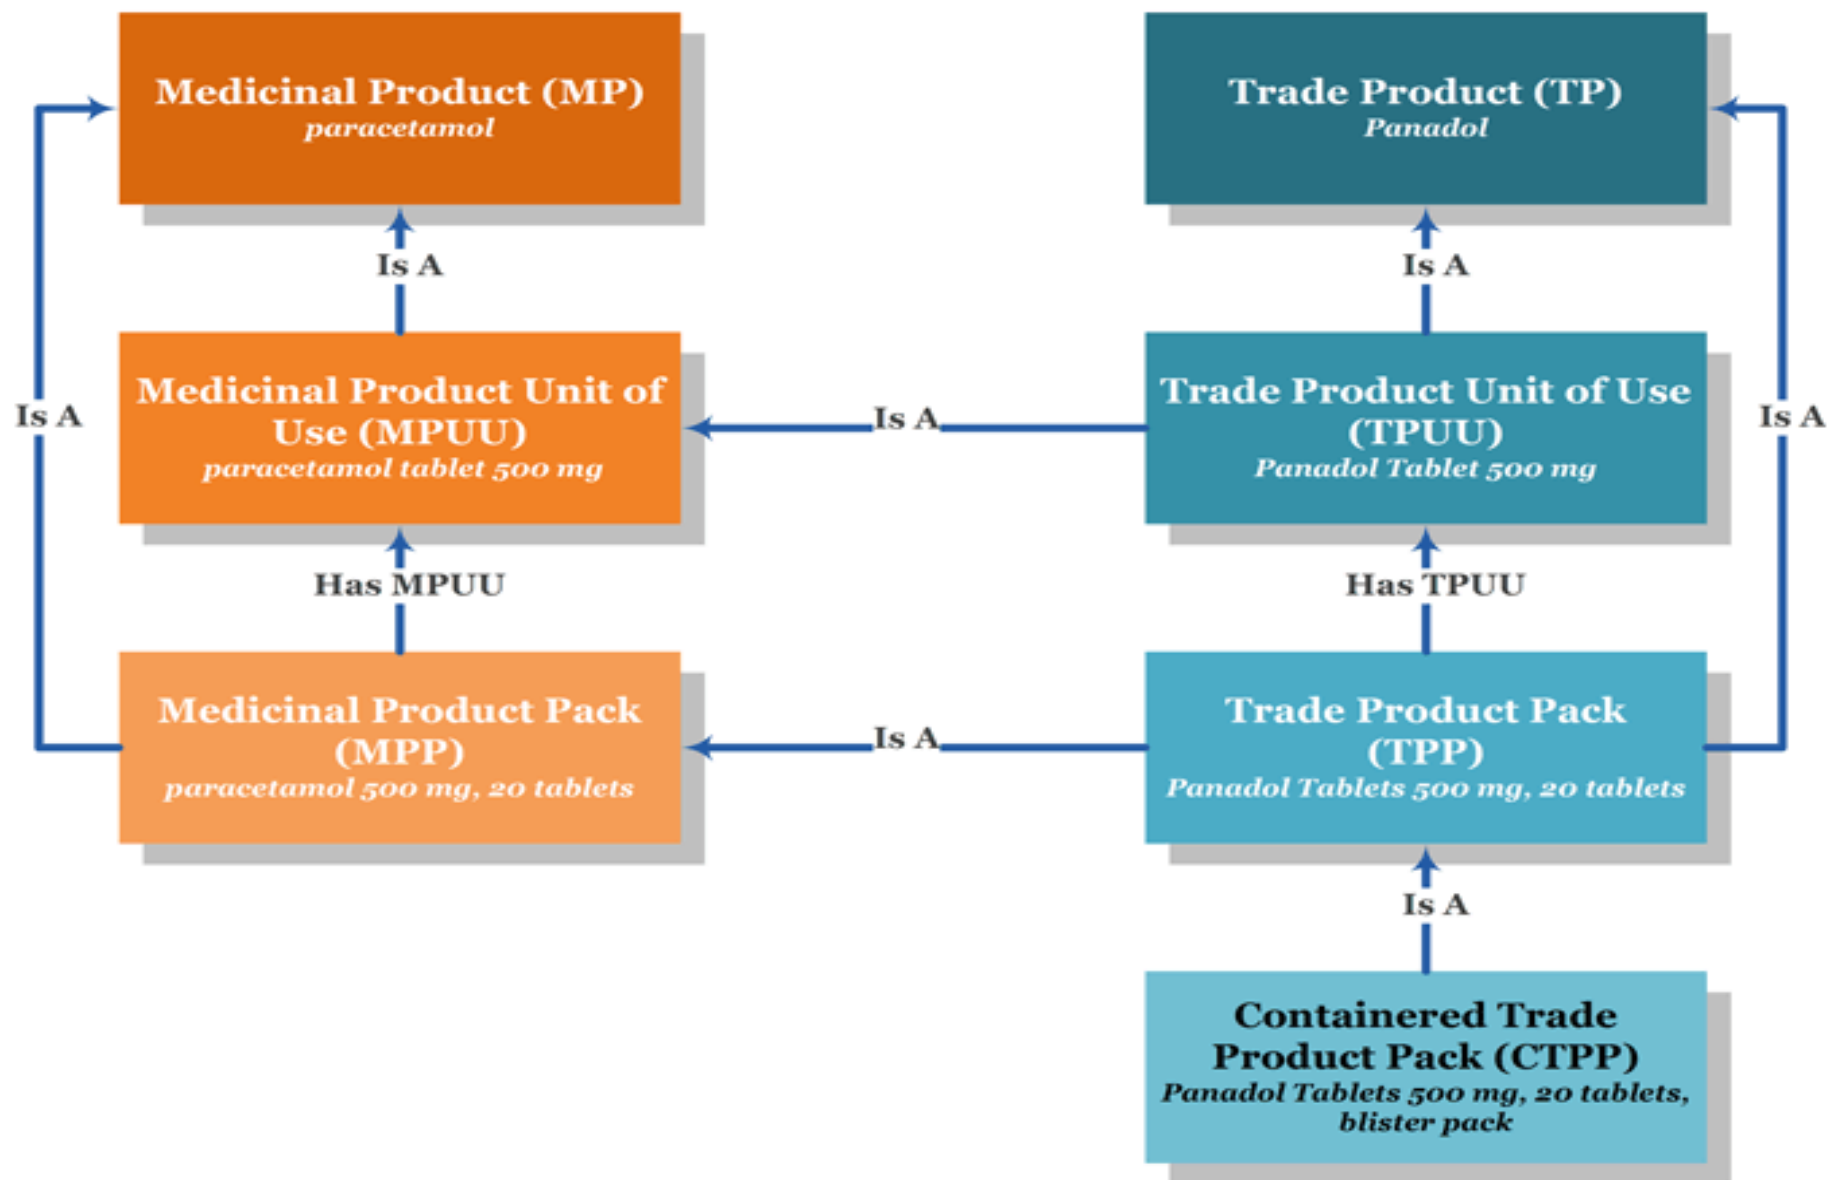 Medicinal Product (MP)
paracetamol
Trade Product (TP)
Panadol
Is A
Is A
Medicinal Product Unit of
Use (MPUU)
paracetamol tablet 500 mg
Is A
Trade Product Unit of Use
(TPUU)
Panadol Tablet 500 mg
Is A
Is A
Has MPUU
Has TPUU
Medicinal Product Pack
(MPP)
paracetamol 500 mg, 20 tablets
Is A
Trade Product Pack
(TPP)
Panadol Tablets 500 mg, 20 tablets
Is A
Containered Trade
Product Pack (CTPP)
Panadol Tablets 500 mg, 20 tablets,
blister pack